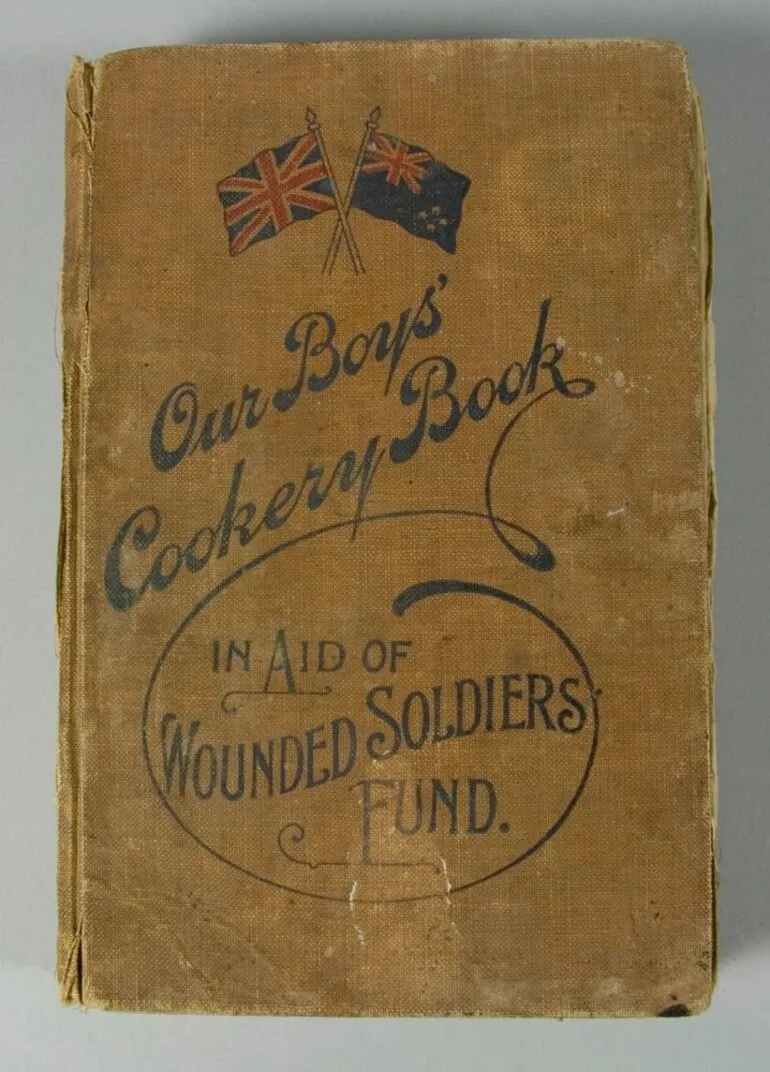 Our Boys'
Cookery Book
IN AID OF
WOUNDED SOLDIERS
FUND.